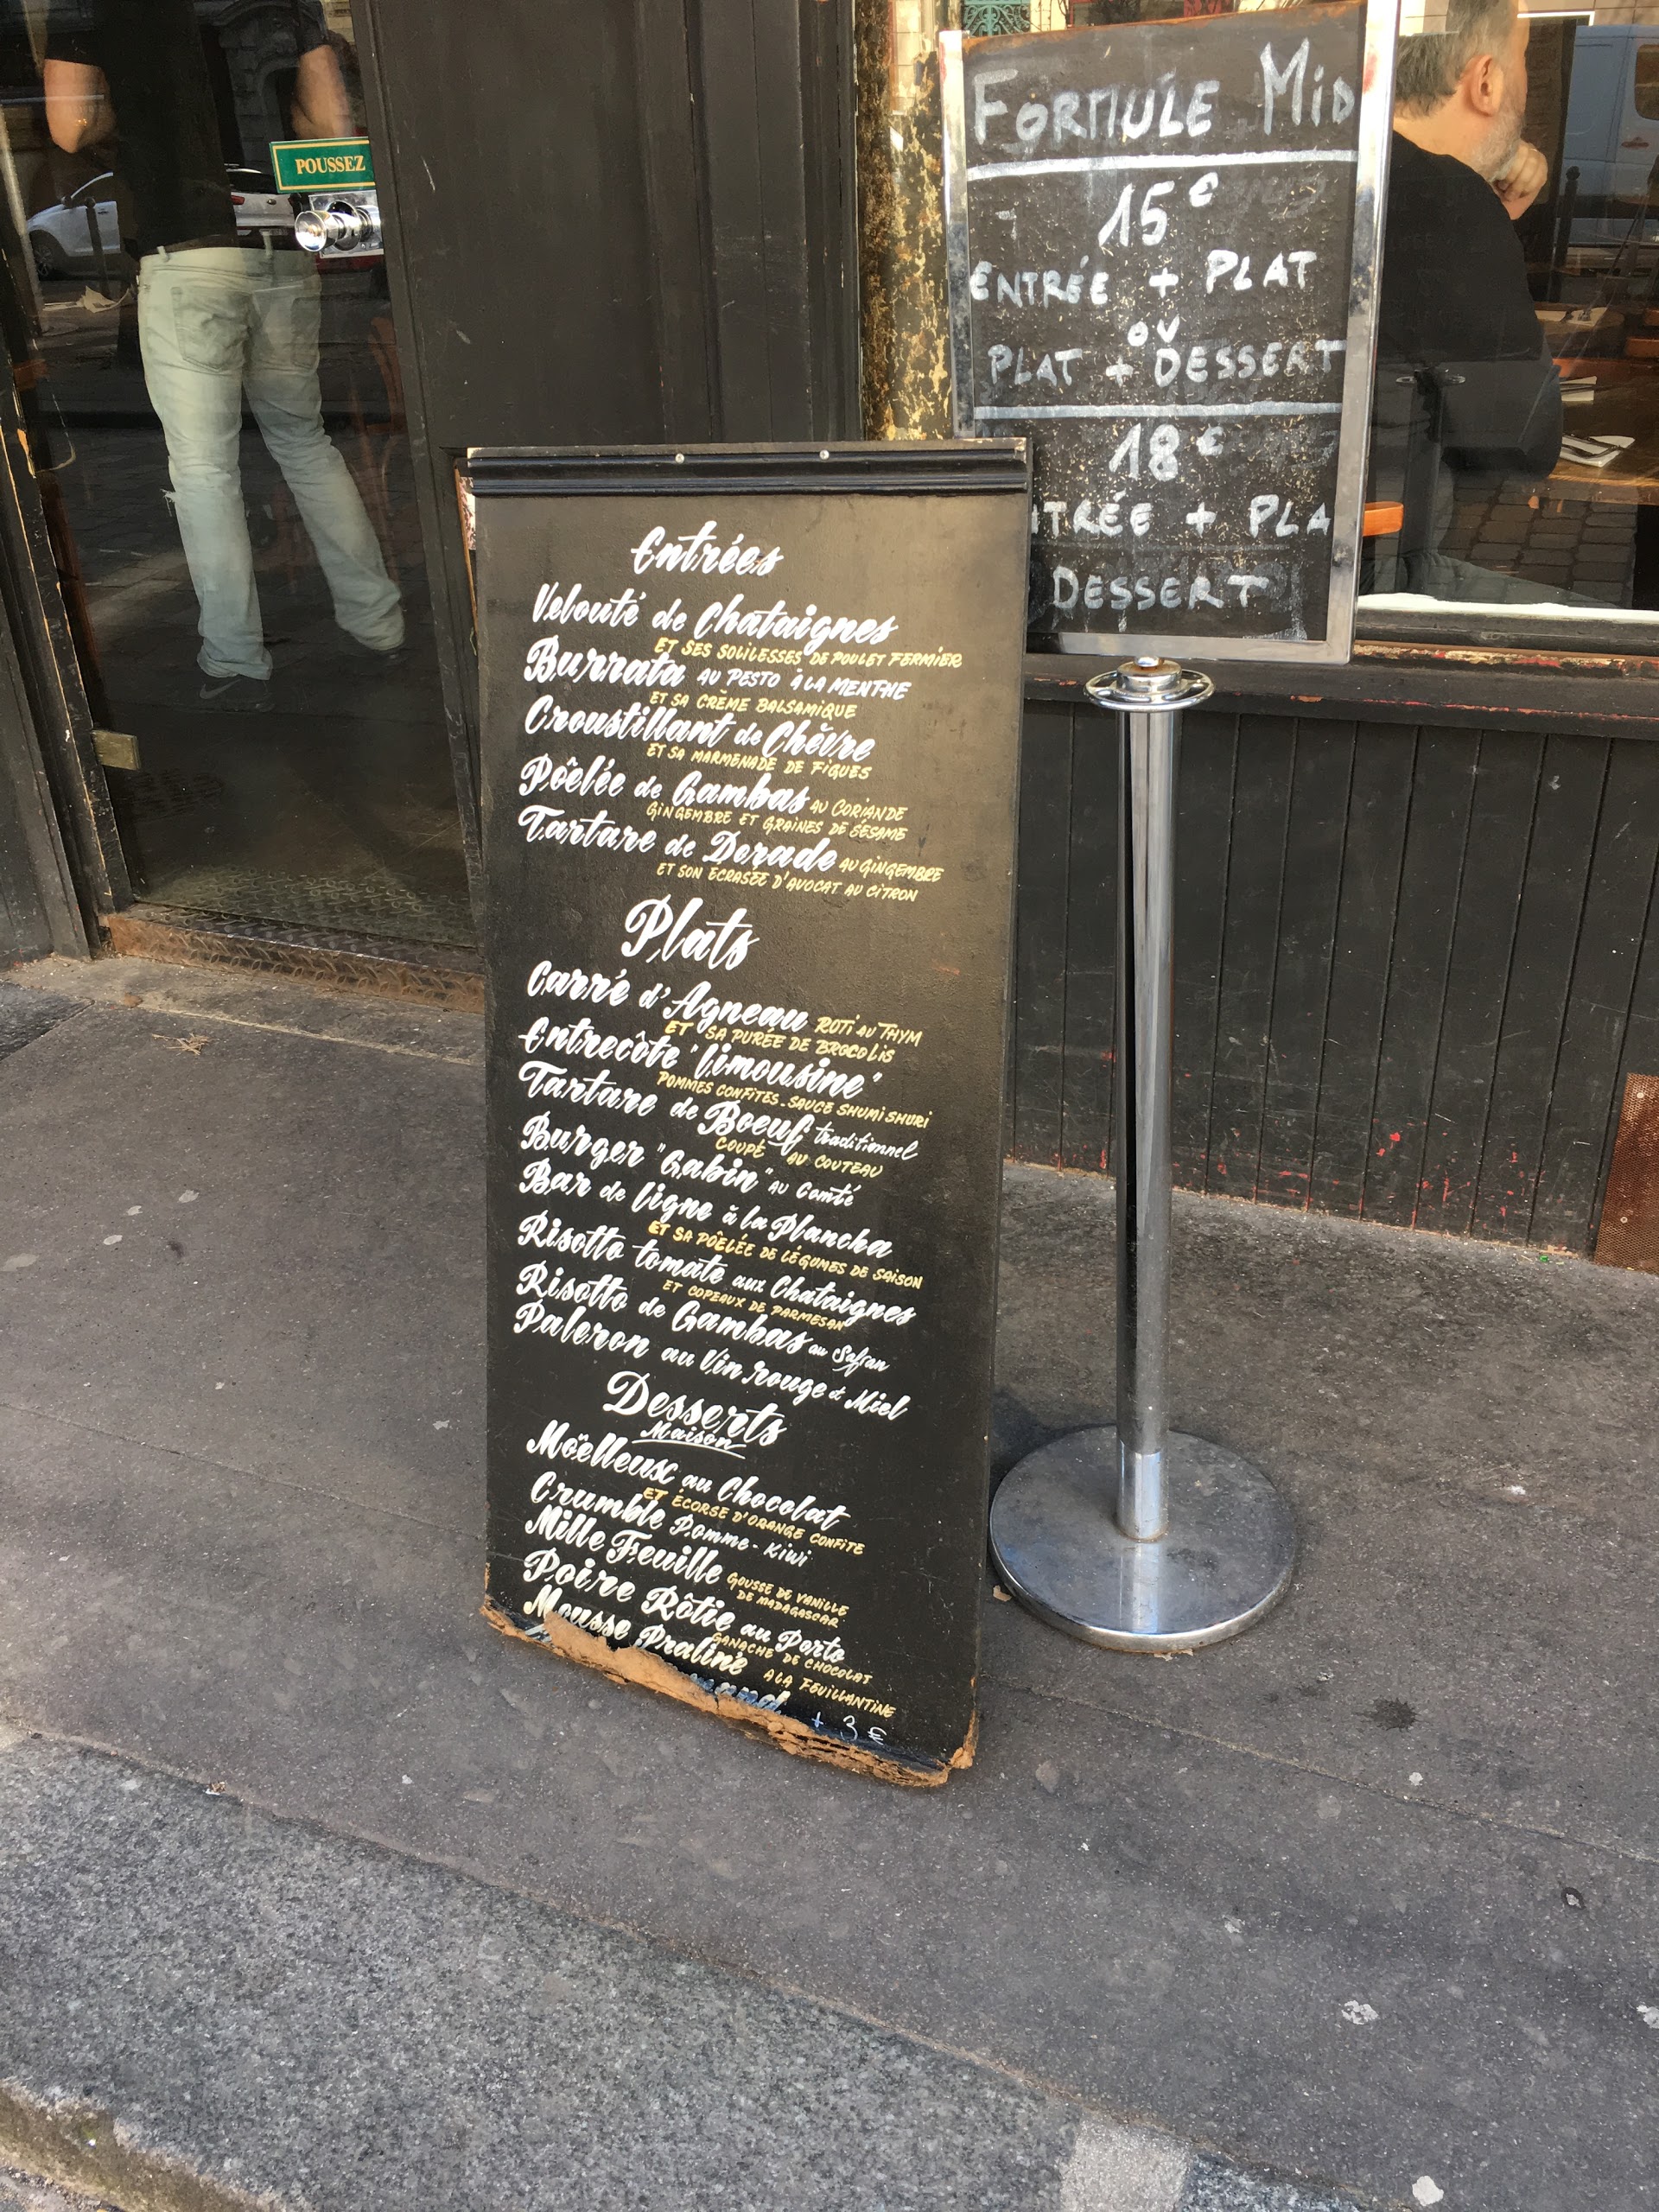 POUSSEZ
FORMULE MID
15€
ENTRÉE + PLAT
OU
PLAT + DESSERT
18€
TRÉE + PLA
DESSERT
Entrées
Velouté de Chataignes
ET SES SOLILESSES DE POULET FERMIER
Burrata AU PESTO A LA MENTHE
ET SA CRÈME BALSAMIQUE
Croustillant de Chèvre
ET SA MARMENADE DE FIGUES
Pôelée de Gambas AU CORIANDE
GINGEMBRE ET GRAINES DE SÉSAME
Tartare de Dorade AU GINGEMBRE
ET SON ECRASÉE D'AVOCAT AU CITRON
Plats
Carré d'Agneau ROTI AU THYM
ET SA PURÉE DE BROCOLIS
Entrecôte "Limousine"
POMMES CONFITES - SAUCE SHUMI SHURI
Tartare de Boeuf traditionnel
COUPÉ AU COUTEAU
Burger "Gabin" AU Comté
Bar de ligne à la Plancha
ET SA PÔELÉE DE LÉGUMES DE SAISON
Risotto tomate aux Chataignes
ET COPEAUX DE PARMESAN
Risotto de Gambas au Safran
Paleron au Vin rouge & Miel
Desserts
Maison
Moëlleux au Chocolat
ET ÉCORSE D'ORANGE CONFITE
Crumble Pomme - Kiwi
Mille Feuille GOUSSE DE VANILLE
DE MADAGASCAR
Poire Rôtie au Porto
GANACHE DE CHOCOLAT
Mousse Praliné A LA FEUILLANTINE
+ 3 €